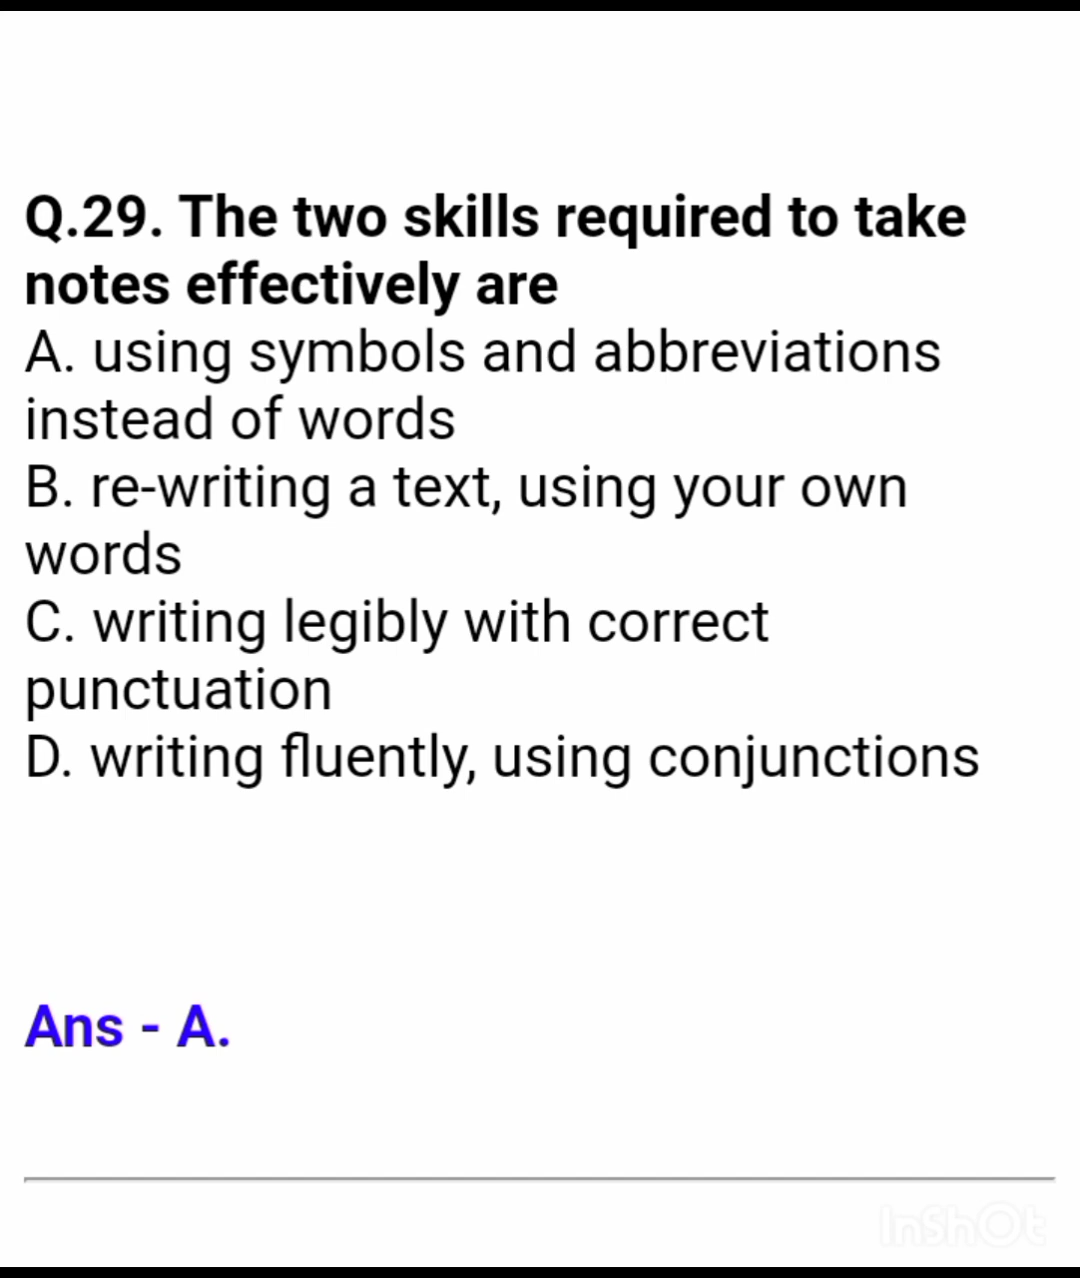 Q.29. The two skills required to take
notes effectively are
A. using symbols and abbreviations
instead of words
B. re-writing a text, using your own
words
C. writing legibly with correct
punctuation
D. writing fluently, using conjunctions
Ans - A.
InShOt